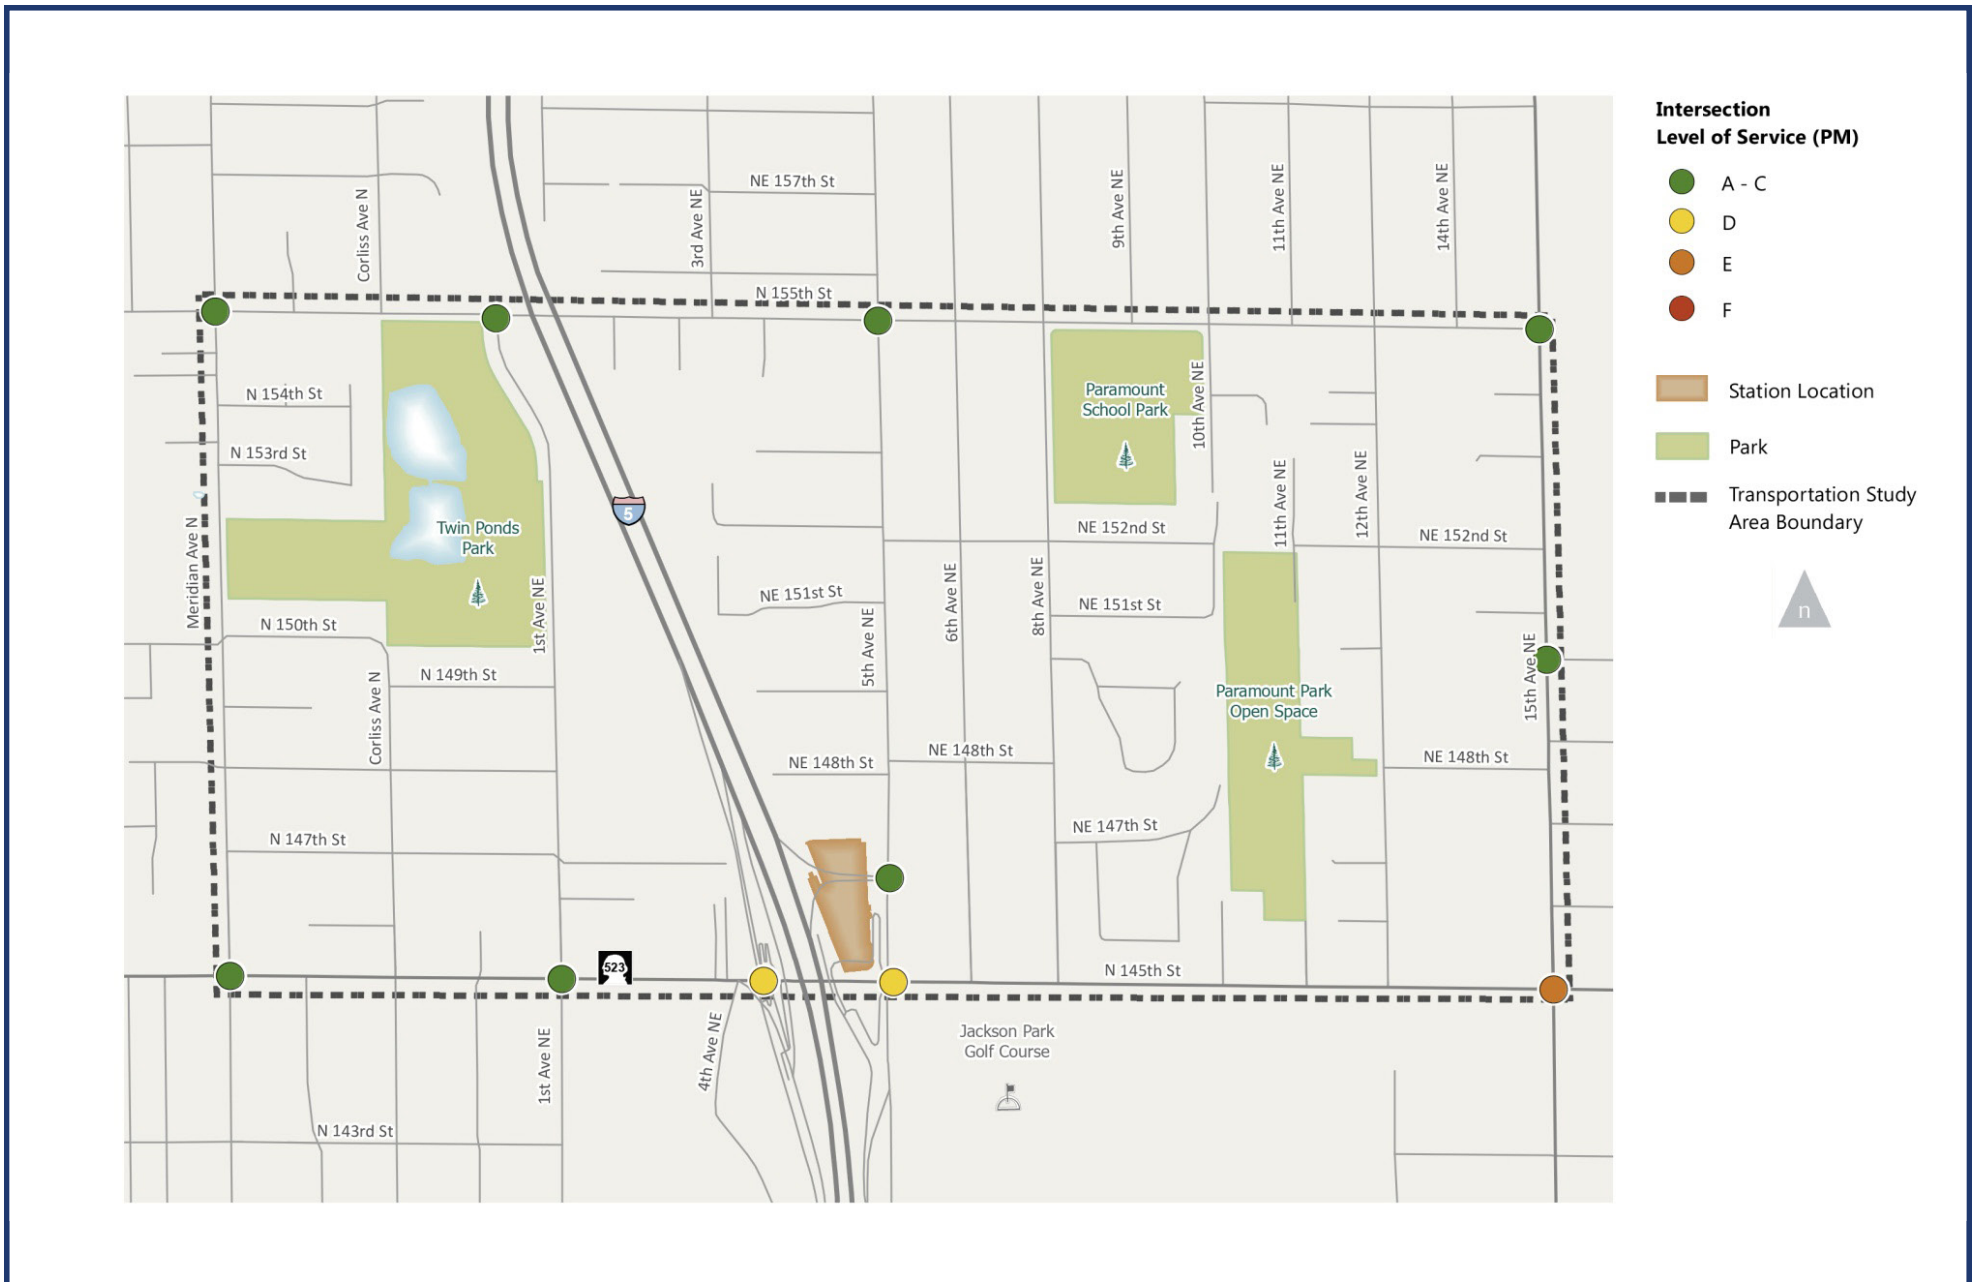 Intersection
Level of Service (PM)
A - C
D
E
F
Station Location
Park
Transportation Study
Area Boundary
n
Corliss Ave N
3rd Ave NE
NE 157th St
9th Ave NE
11th Ave NE
14th Ave NE
N 155th St
N 154th St
N 153rd St
Paramount
School Park
10th Ave NE
5
Twin Ponds
Park
Meridian Ave N
NE 152nd St
11th Ave NE
12th Ave NE
NE 152nd St
1st Ave NE
N 150th St
NE 151st St
5th Ave NE
6th Ave NE
8th Ave NE
NE 151st St
N 149th St
Corliss Ave N
Paramount Park
Open Space
15th Ave NE
NE 148th St
NE 148th St
NE 148th St
N 147th St
NE 147th St
523
N 145th St
4th Ave NE
1st Ave NE
Jackson Park
Golf Course
N 143rd St